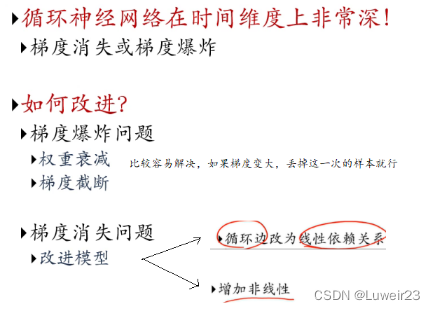 循环神经网络在时间维度上非常深!
梯度消失或梯度爆炸
如何改进?
梯度爆炸问题
权重衰减
比较容易解决，如果梯度变大，丢掉这一次的样本就行
梯度截断
梯度消失问题
循环边改为线性依赖关系
改进模型
增加非线性
CSDN @Luweir23